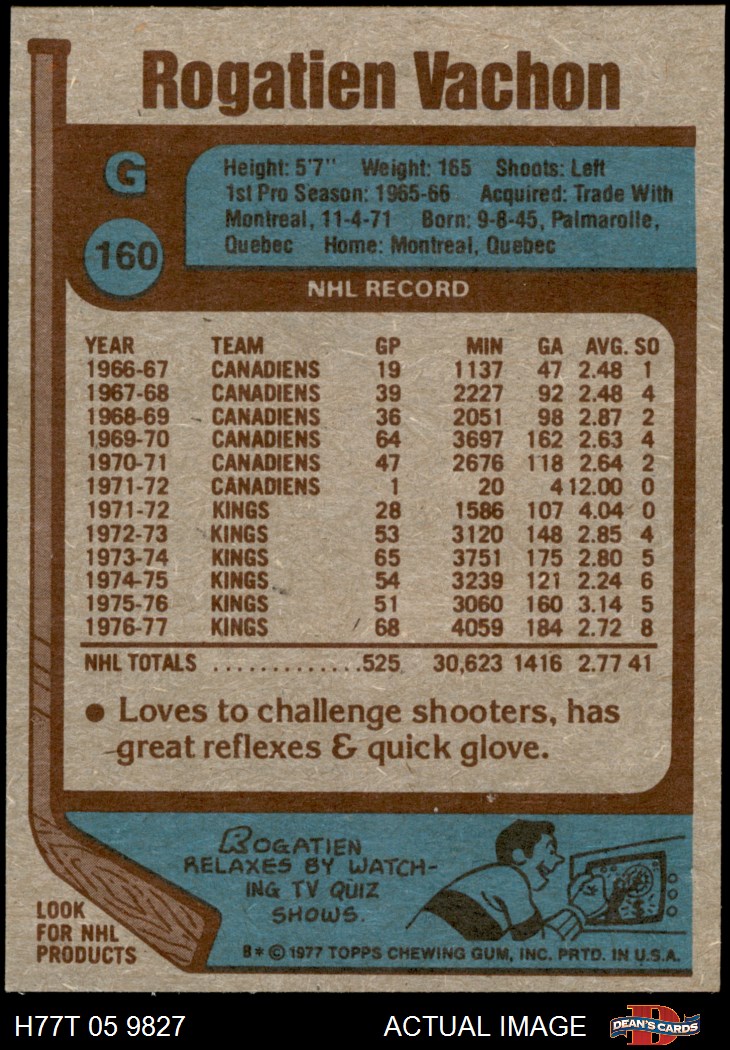 Rogatien Vachon
G
160
Height: 5'7" Weight: 165 Shoots: Left
1st Pro Season: 1965-66 Acquired: Trade With
Montreal, 11-4-71 Born: 9-8-45, Palmarolle,
Quebec Home: Montreal, Quebec
NHL RECORD
YEAR TEAM GP MIN GA AVG. SO
1966-67 CANADIENS 19 1137 47 2.48 1
1967-68 CANADIENS 39 2227 92 2.48 4
1968-69 CANADIENS 36 2051 98 2.87 2
1969-70 CANADIENS 64 3697 162 2.63 4
1970-71 CANADIENS 47 2676 118 2.64 2
1971-72 CANADIENS 1 20 4 12.00 0
1971-72 KINGS 28 1586 107 4.04 0
1972-73 KINGS 53 3120 148 2.85 4
1973-74 KINGS 65 3751 175 2.80 5
1974-75 KINGS 54 3239 121 2.24 6
1975-76 KINGS 51 3060 160 3.14 5
1976-77 KINGS 68 4059 184 2.72 8
NHL TOTALS .............525 30,623 1416 2.77 41
● Loves to challenge shooters, has
great reflexes & quick glove.
ROGATIEN
RELAXES BY WATCH-
ING TV QUIZ
SHOWS.
LOOK
FOR NHL
PRODUCTS
B* © 1977 TOPPS CHEWING GUM, INC. PRTD. IN U.S.A.
H77T 05 9827 ACTUAL IMAGE
D
DEAN'S CARDS